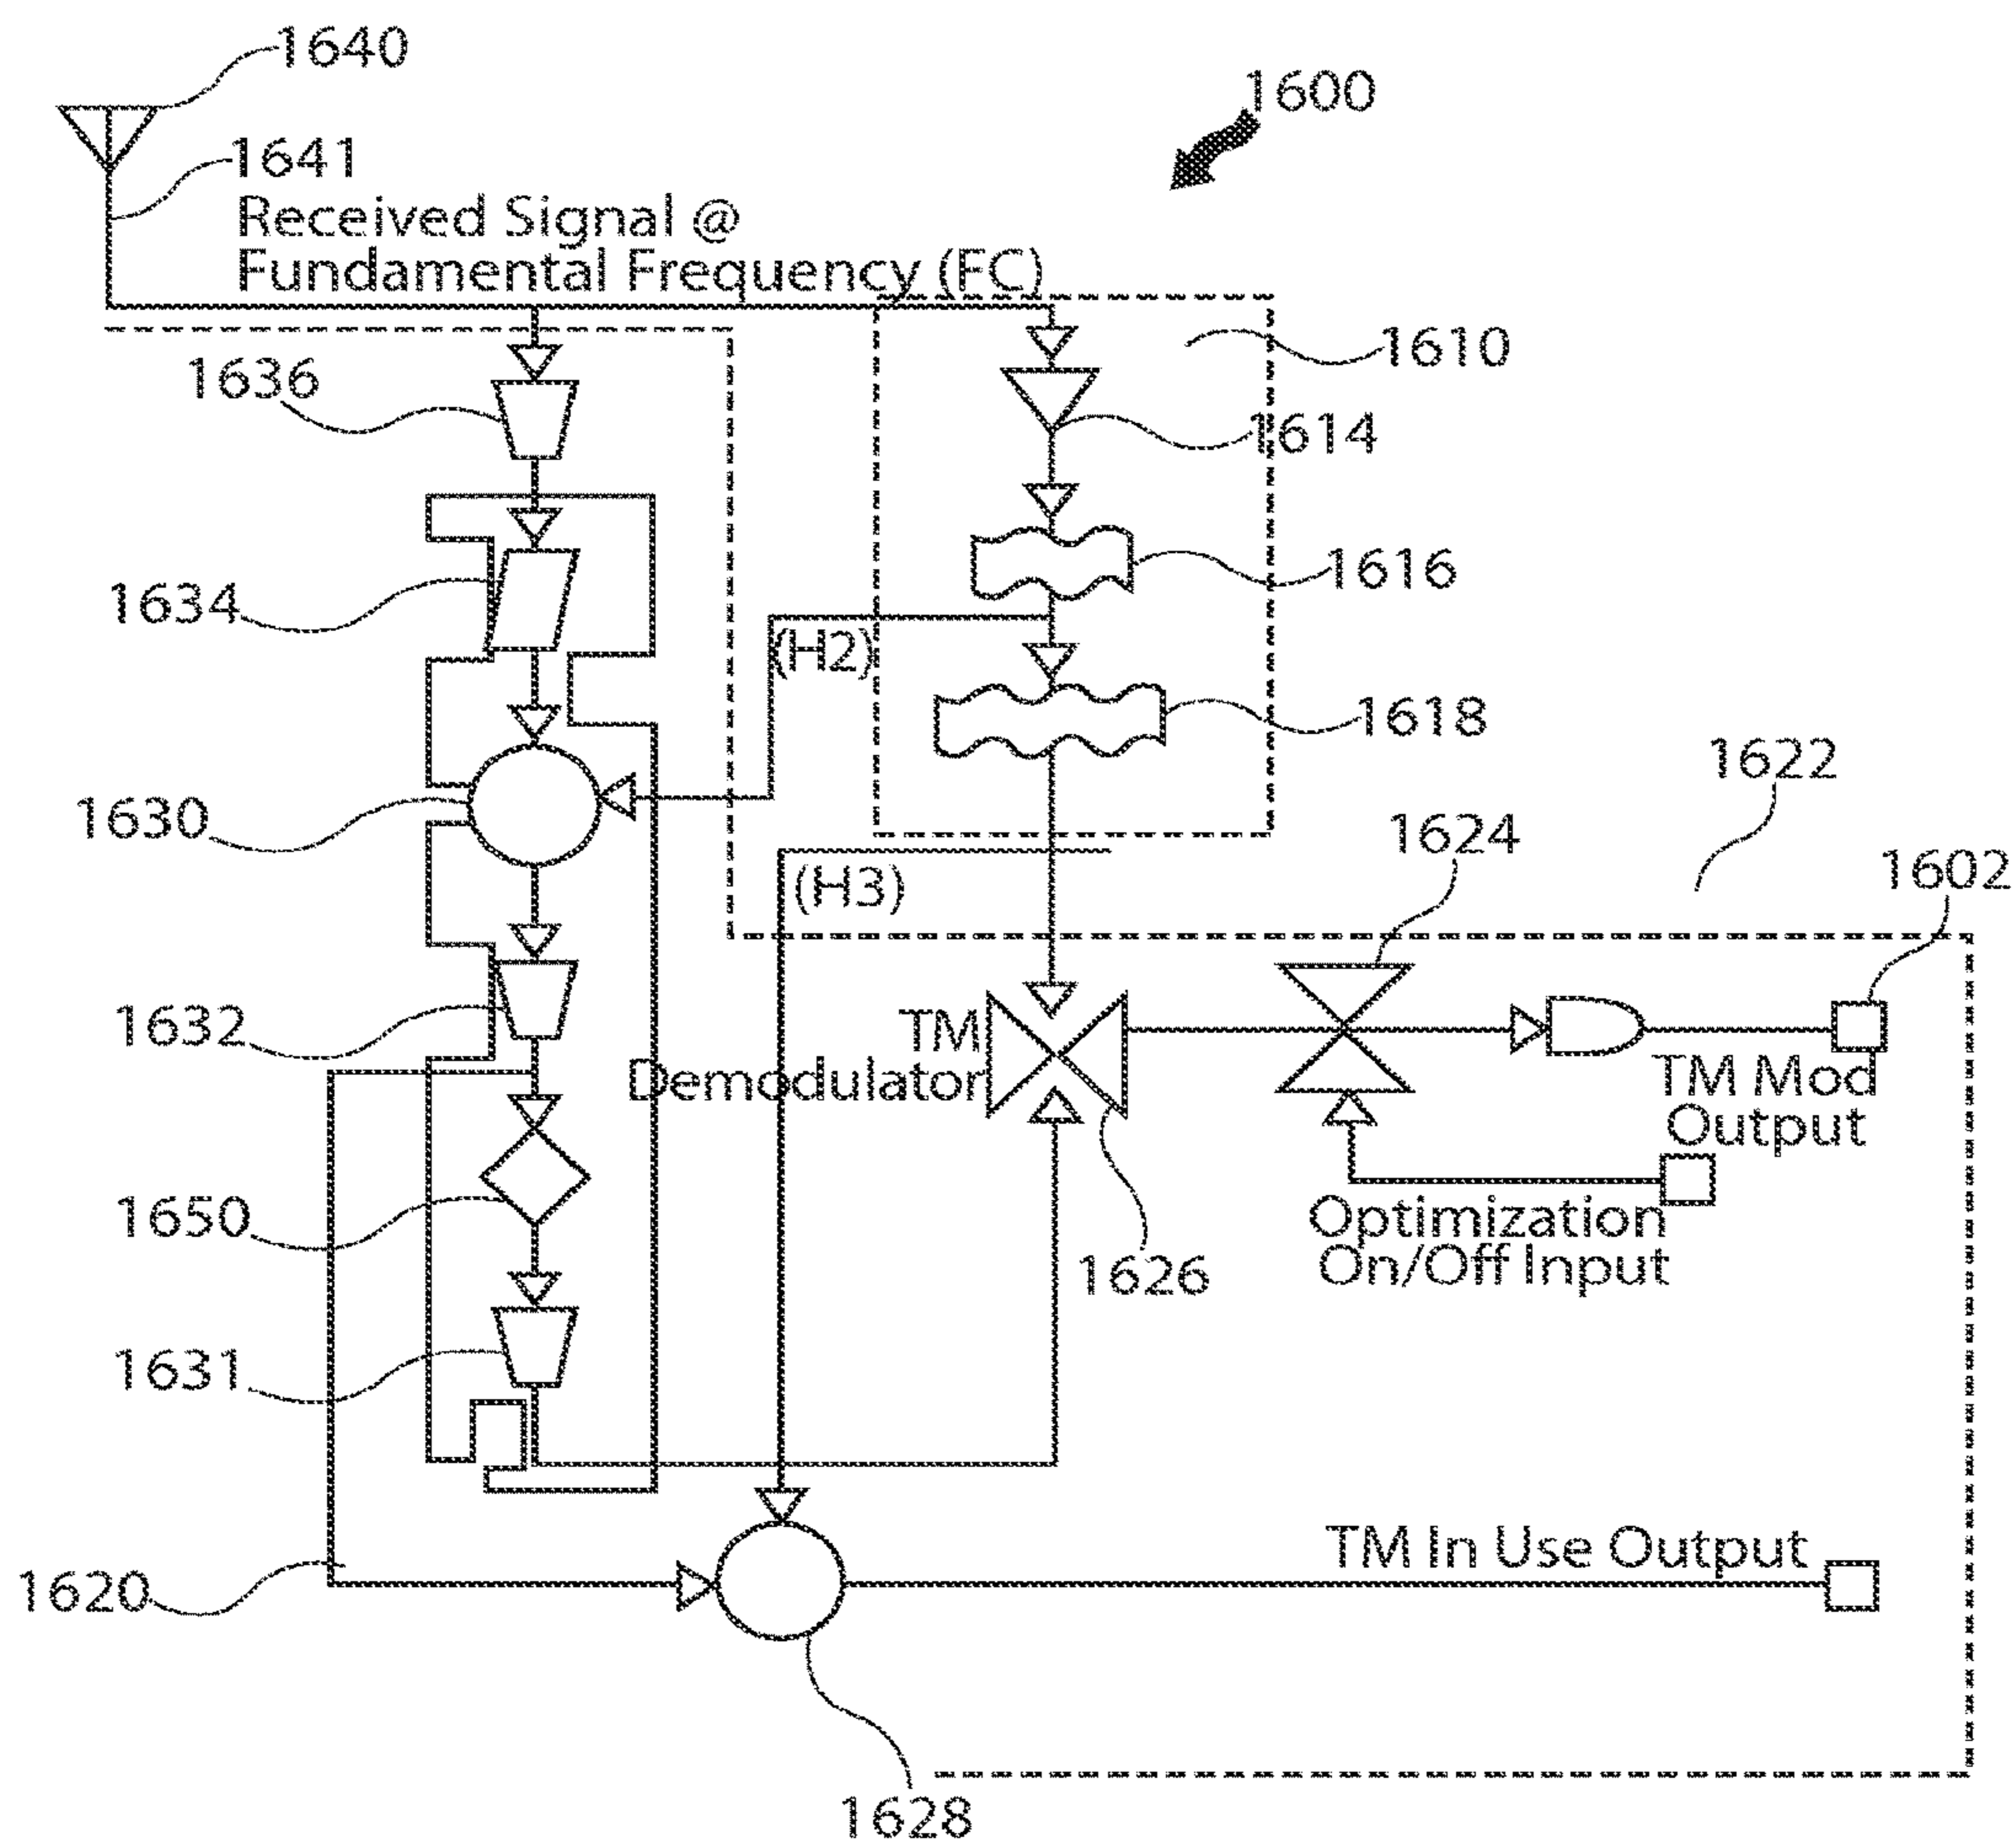 1640
1600
1641
Received Signal @
Fundamental Frequency (FC)
1610
1636
1614
1616
1634
(H2)
1618
1622
1630
1624
1602
(H3)
1632
TM
Demodulator
TM Mod
Output
1650
Optimization
On/Off Input
1626
1631
TM In Use Output
1620
1628